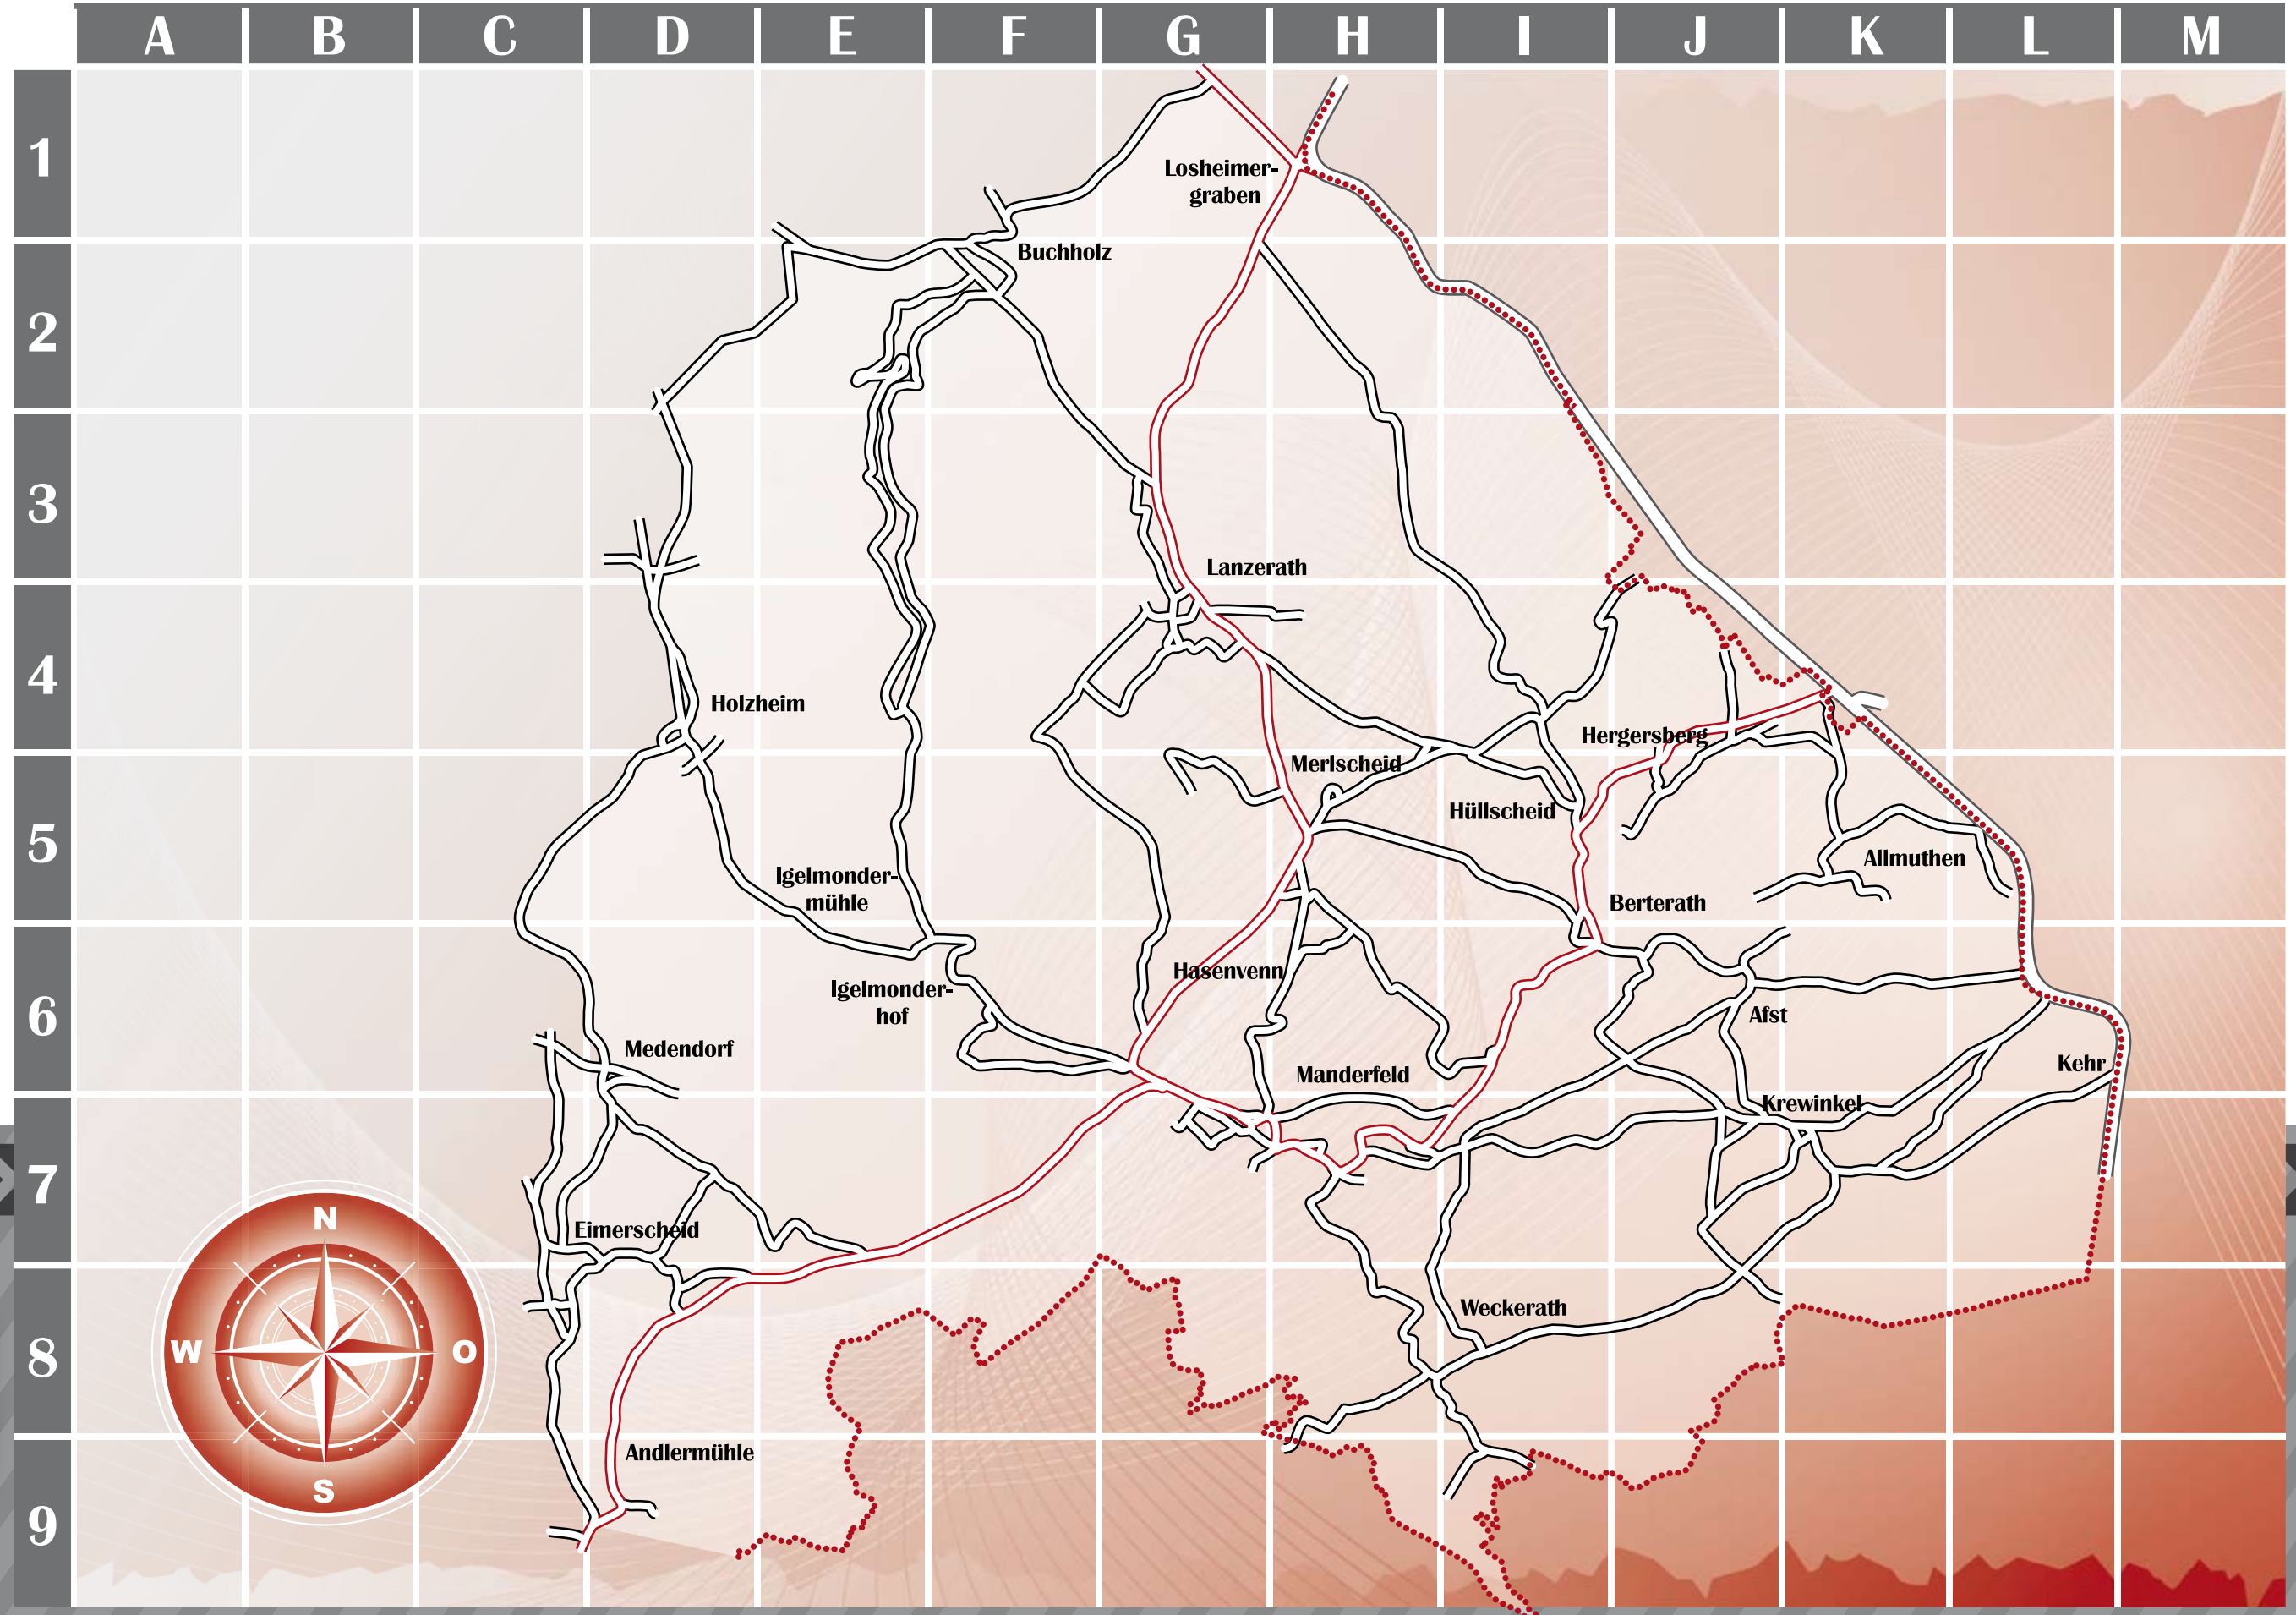 A B C D E F G H I J K L M
1
Losheimer-
graben
Buchholz
2
3
Lanzerath
4
Holzheim
Hergersberg
Merlscheid
Hüllscheid
5
Allmuthen
Igelmonder-
mühle
Berterath
Hasenvenn
Igelmonder-
hof
6
Afst
Medendorf
Kehr
Manderfeld
Krewinkel
7
N
Eimerscheid
Weckerath
W
O
8
Andlermühle
S
9